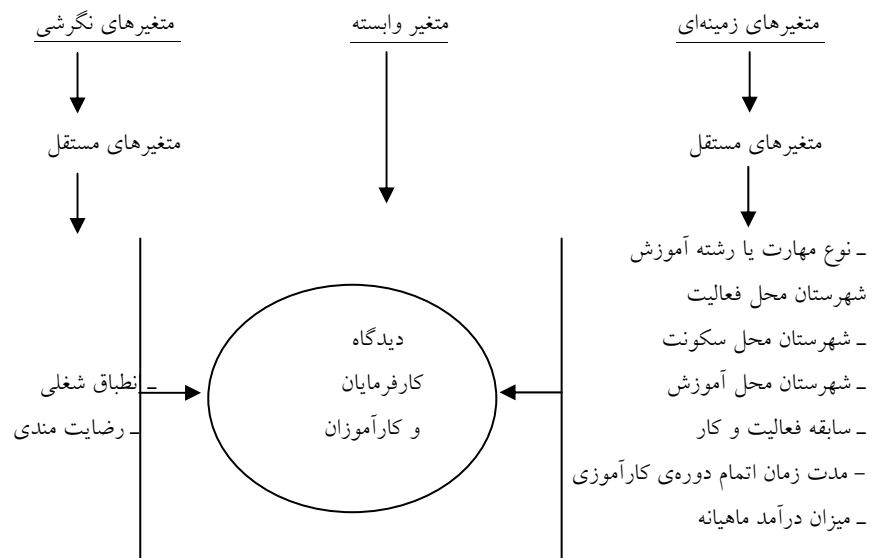 متغیرهای زمینه‌ای
متغیرهای مستقل
ـ نوع مهارت یا رشته آموزش
شهرستان محل فعالیت
ـ شهرستان محل سکونت
ـ شهرستان محل آموزش
ـ سابقه فعالیت و کار
- مدت زمان اتمام دوره‌ی کارآموزی
ـ میزان درآمد ماهیانه
متغیر وابسته
دیدگاه
کارفرمایان
و کارآموزان
متغیرهای نگرشی
متغیرهای مستقل
ـ نطباق شغلی
ـ رضایت مندی